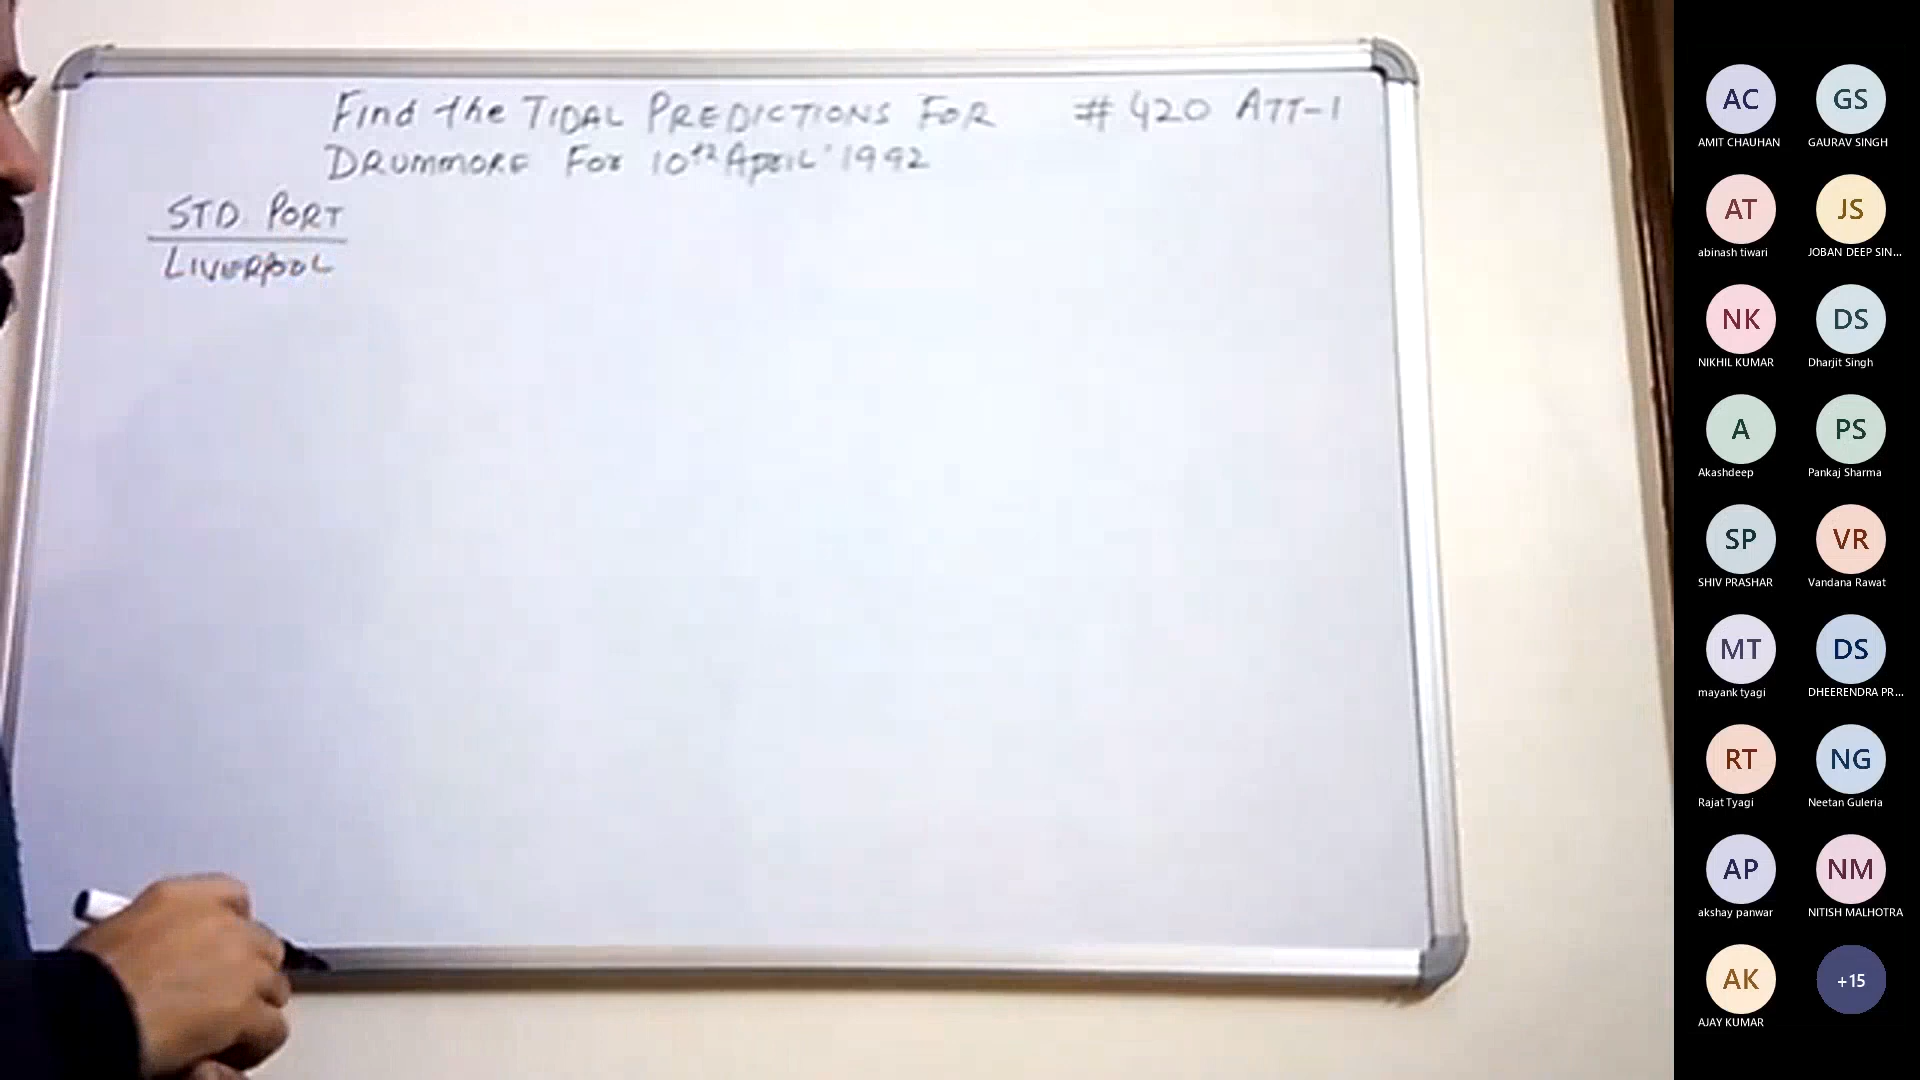 Find the TIDAL PREDICTIONS FOR # 420 ATT-1
DRUMMORE FOR 10th April' 1992
STD PORT
LIVERPOOL
AC
AMIT CHAUHAN
GS
GAURAV SINGH
AT
abinash tiwari
JS
JOBAN DEEP SIN...
NK
NIKHIL KUMAR
DS
Dharjit Singh
A
Akashdeep
PS
Pankaj Sharma
SP
SHIV PRASHAR
VR
Vandana Rawat
MT
mayank tyagi
DS
DHEERENDRA PR...
RT
Rajat Tyagi
NG
Neetan Guleria
AP
akshay panwar
NM
NITISH MALHOTRA
AK
AJAY KUMAR
+15